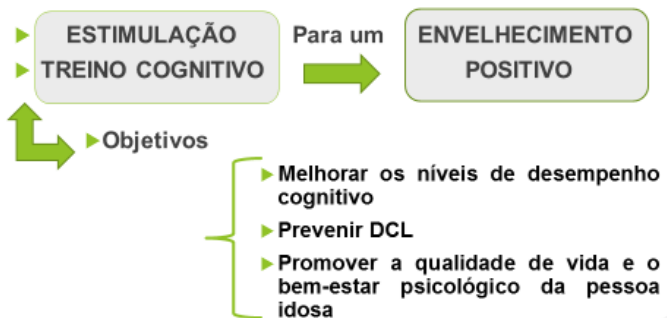 ESTIMULAÇÃO
TREINO COGNITIVO
Para um
ENVELHECIMENTO
POSITIVO
Objetivos
Melhorar os níveis de desempenho
cognitivo
Prevenir DCL
Promover a qualidade de vida e o
bem-estar psicológico da pessoa
idosa